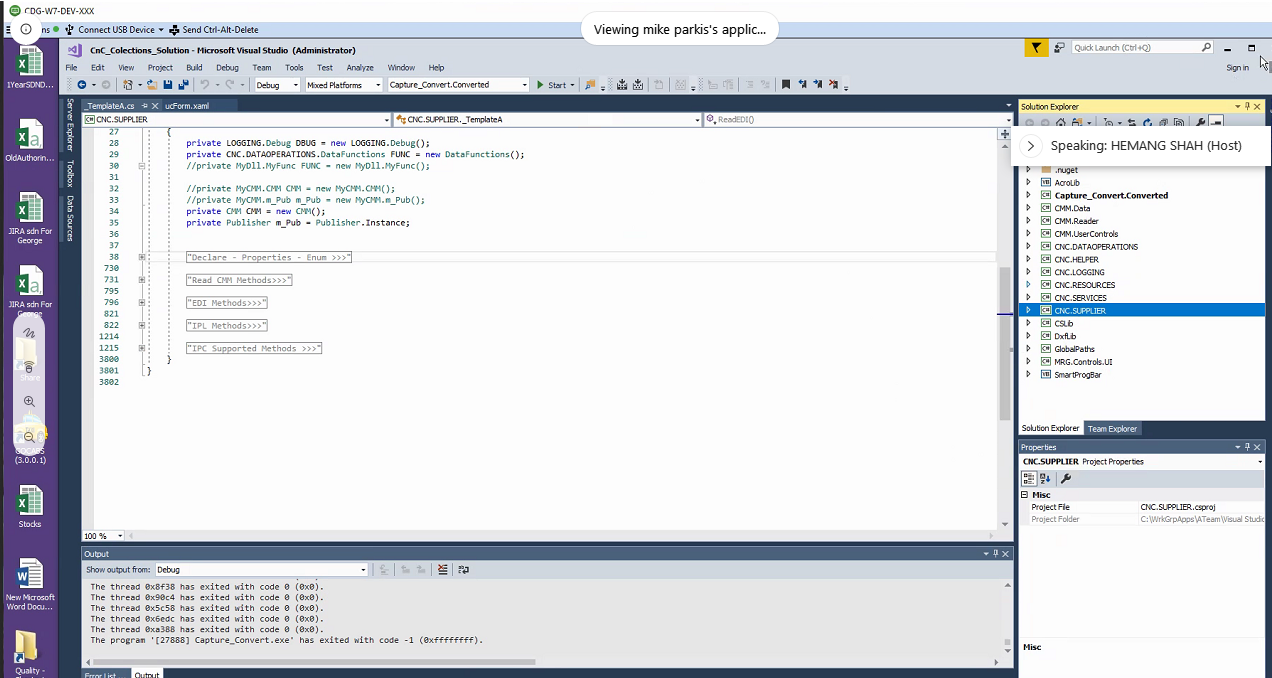 CDG-W7-DEV-XXX
Connect USB Device
Send Ctrl-Alt-Delete
Viewing mike parkis's applic...
CnC_Colections_Solution - Microsoft Visual Studio (Administrator)
Quick Launch (Ctrl+Q)
File Edit View Project Build Debug Team Tools Test Analyze Window Help
Sign in
Debug
Mixed Platforms
Capture_Convert.Converted
Start
1YearSDND...
OldAuthorin...
JIRA sdn For
George
JIRA sdn For
George
Share
(3.0.0.1)
Stocks
New Microsoft
Word Docu...
Quality -
Server Explorer
Toolbox
Data Sources
_TemplateA.cs
ucForm.xaml
CNC.SUPPLIER
CNC.SUPPLIER._TemplateA
ReadEDI()
27 {
28 private LOGGING.Debug DBUG = new LOGGING.Debug();
29 private CNC.DATAOPERATIONS.DataFunctions FUNC = new DataFunctions();
30 //private MyDll.MyFunc FUNC = new MyDll.MyFunc();
31
32 //private MyCMM.CMM CMM = new MyCMM.CMM();
33 //private MyCMM.m_Pub m_Pub = new MyCMM.m_Pub();
34 private CMM CMM = new CMM();
35 private Publisher m_Pub = Publisher.Instance;
36
37
38 "Declare - Properties - Enum >>>"
730
731 "Read CMM Methods>>>"
795
796 "EDI Methods>>>"
821
822 "IPL Methods>>>"
1214
1215 "IPC Supported Methods >>>"
3800 }
3801 }
3802
100 %
Output
Show output from: Debug
The thread 0x8f38 has exited with code 0 (0x0).
The thread 0x90c4 has exited with code 0 (0x0).
The thread 0x5c58 has exited with code 0 (0x0).
The thread 0x6edc has exited with code 0 (0x0).
The thread 0xa388 has exited with code 0 (0x0).
The program '[27888] Capture_Convert.exe' has exited with code -1 (0xffffffff).
Error List ...
Output
Solution Explorer
Speaking: HEMANG SHAH (Host)
.nuget
AcroLib
Capture_Convert.Converted
CMM.Data
CMM.Reader
CMM.UserControls
CNC.DATAOPERATIONS
CNC.HELPER
CNC.LOGGING
CNC.RESOURCES
CNC.SERVICES
CNC.SUPPLIER
CSLib
DxfLib
GlobalPaths
MRG.Controls.UI
SmartProgBar
Solution Explorer Team Explorer
Properties
CNC.SUPPLIER Project Properties
Misc
Project File CNC.SUPPLIER.csproj
Project Folder C:\WrkGrpApps\ATeam\Visual Studio
Misc